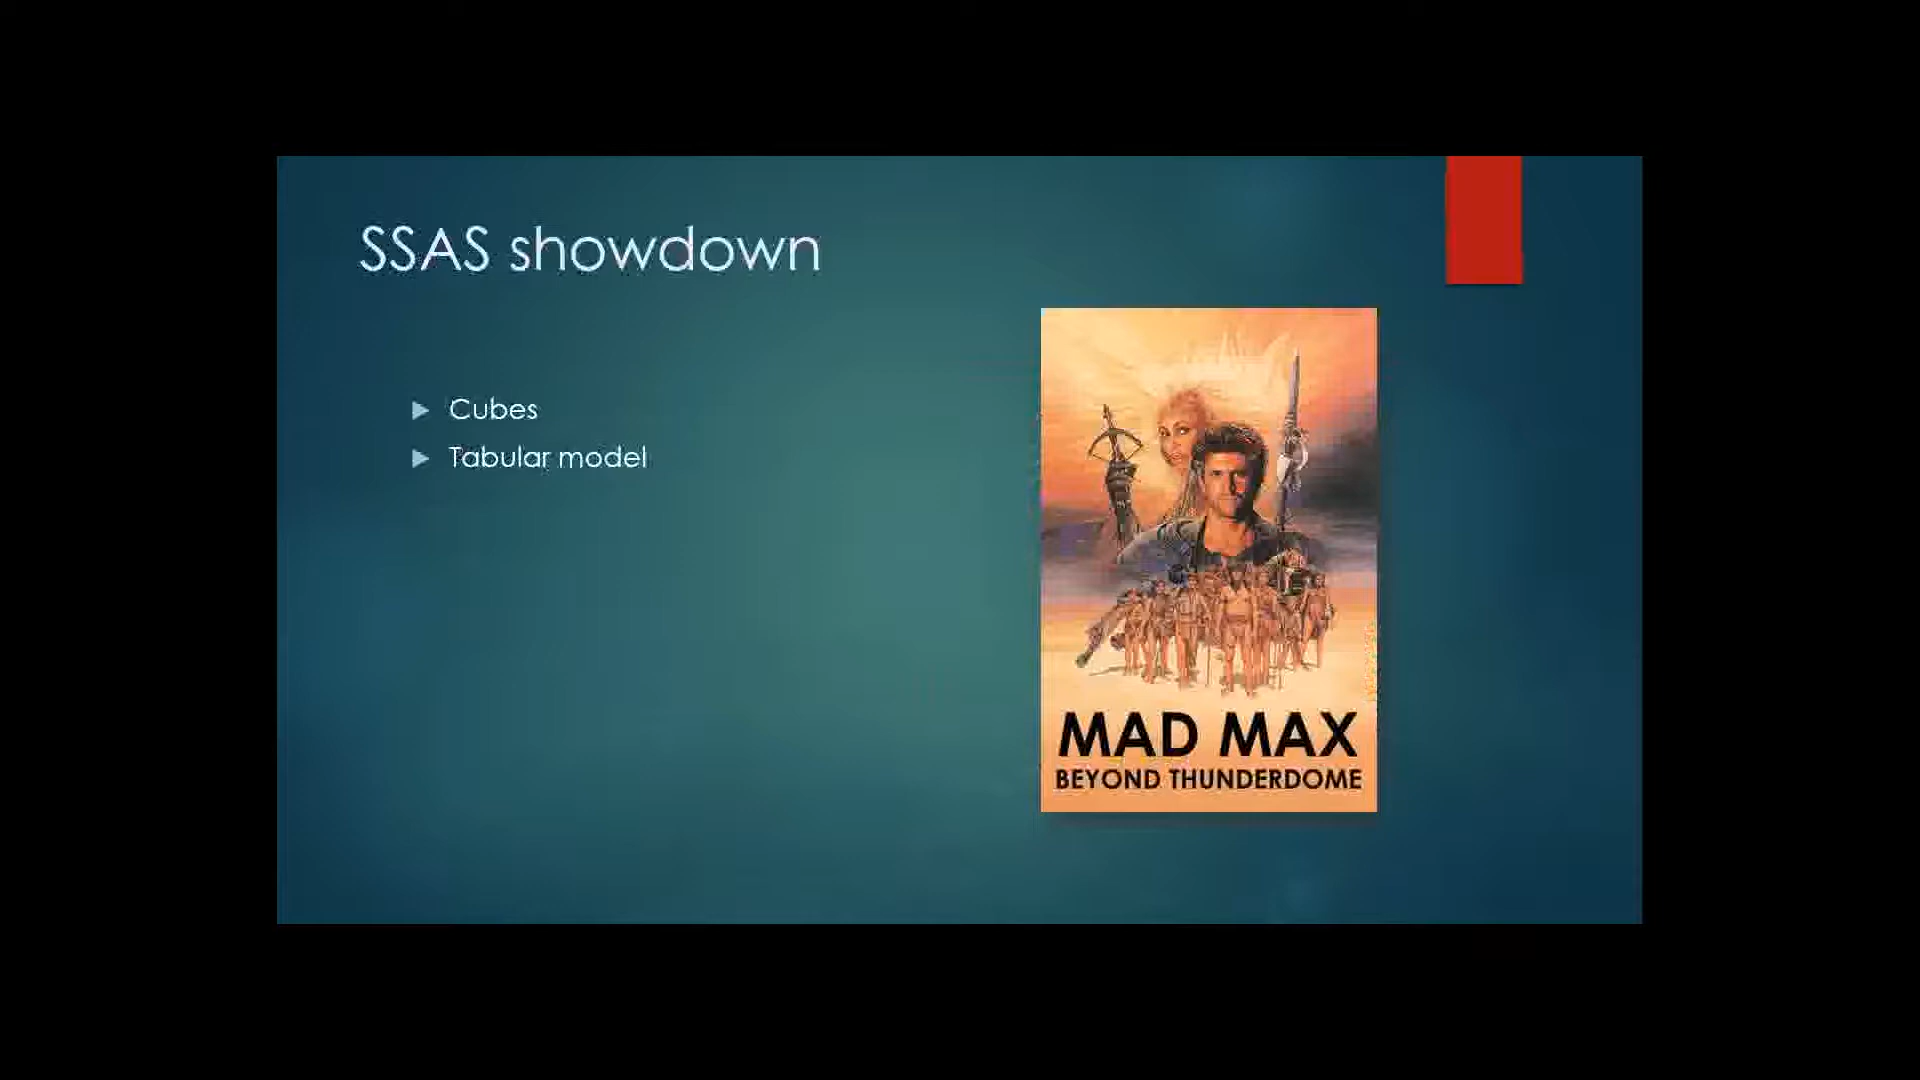 SSAS showdown
Cubes
Tabular model
MAD MAX
BEYOND THUNDERDOME